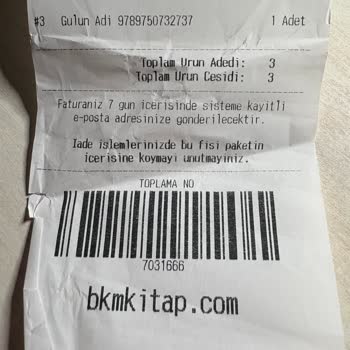 #3 Gulun Adi 9789750732737 1 Adet
Toplam Urun Adedi: 3
Toplam Urun Cesidi: 3
Faturaniz 7 gun icerisinde sisteme kayitli
e-posta adresinize gonderilecektir.
Iade islemlerinizde bu fisi paketin
icerisine koymayi unutmayiniz.
TOPLAMA NO
7031666
bkmkitap.com